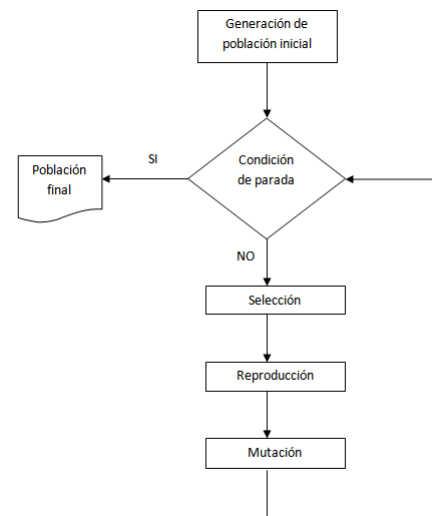 Generación de
población inicial
Condición
de parada
SI
Población
final
NO
Selección
Reproducción
Mutación